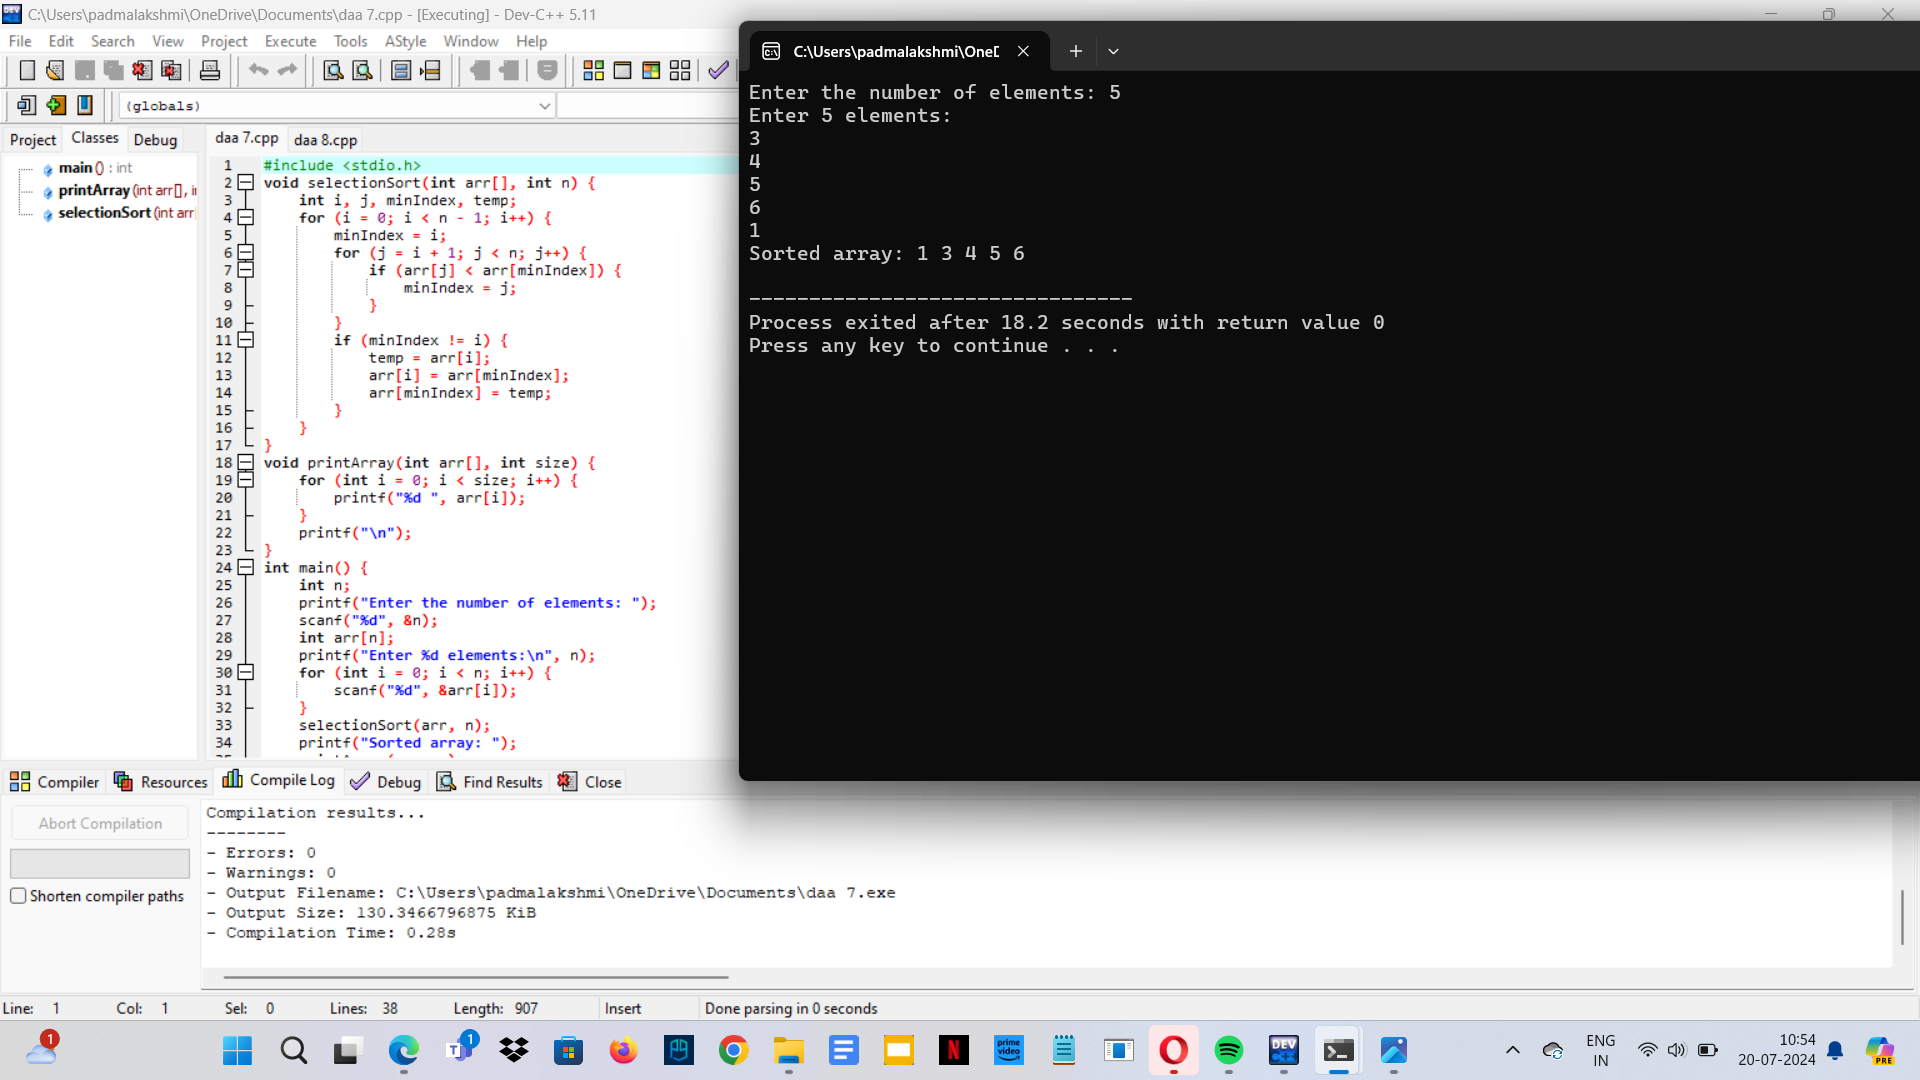 C:\Users\padmalakshmi\OneDrive\Documents\daa 7.cpp - [Executing] - Dev-C++ 5.11
File Edit Search View Project Execute Tools AStyle Window Help
(globals)
Project Classes Debug
main () : int
printArray (int arr[], i
selectionSort (int arr
daa 7.cpp daa 8.cpp
1 #include <stdio.h>
2 void selectionSort(int arr[], int n) {
3 int i, j, minIndex, temp;
4 for (i = 0; i < n - 1; i++) {
5 minIndex = i;
6 for (j = i + 1; j < n; j++) {
7 if (arr[j] < arr[minIndex]) {
8 minIndex = j;
9 }
10 }
11 if (minIndex != i) {
12 temp = arr[i];
13 arr[i] = arr[minIndex];
14 arr[minIndex] = temp;
15 }
16 }
17 }
18 void printArray(int arr[], int size) {
19 for (int i = 0; i < size; i++) {
20 printf("%d ", arr[i]);
21 }
22 printf("\n");
23 }
24 int main() {
25 int n;
26 printf("Enter the number of elements: ");
27 scanf("%d", &n);
28 int arr[n];
29 printf("Enter %d elements:\n", n);
30 for (int i = 0; i < n; i++) {
31 scanf("%d", &arr[i]);
32 }
33 selectionSort(arr, n);
34 printf("Sorted array: ");
C:\Users\padmalakshmi\OneD
Enter the number of elements: 5
Enter 5 elements:
3
4
5
6
1
Sorted array: 1 3 4 5 6
--------------------------------
Process exited after 18.2 seconds with return value 0
Press any key to continue . . .
Compiler Resources Compile Log Debug Find Results Close
Abort Compilation
Shorten compiler paths
Compilation results...
--------
- Errors: 0
- Warnings: 0
- Output Filename: C:\Users\padmalakshmi\OneDrive\Documents\daa 7.exe
- Output Size: 130.3466796875 KiB
- Compilation Time: 0.28s
Line: 1 Col: 1 Sel: 0 Lines: 38 Length: 907 Insert Done parsing in 0 seconds
1
T 1
N
prime video
DEV C++
ENG
IN
10:54
20-07-2024
PRE